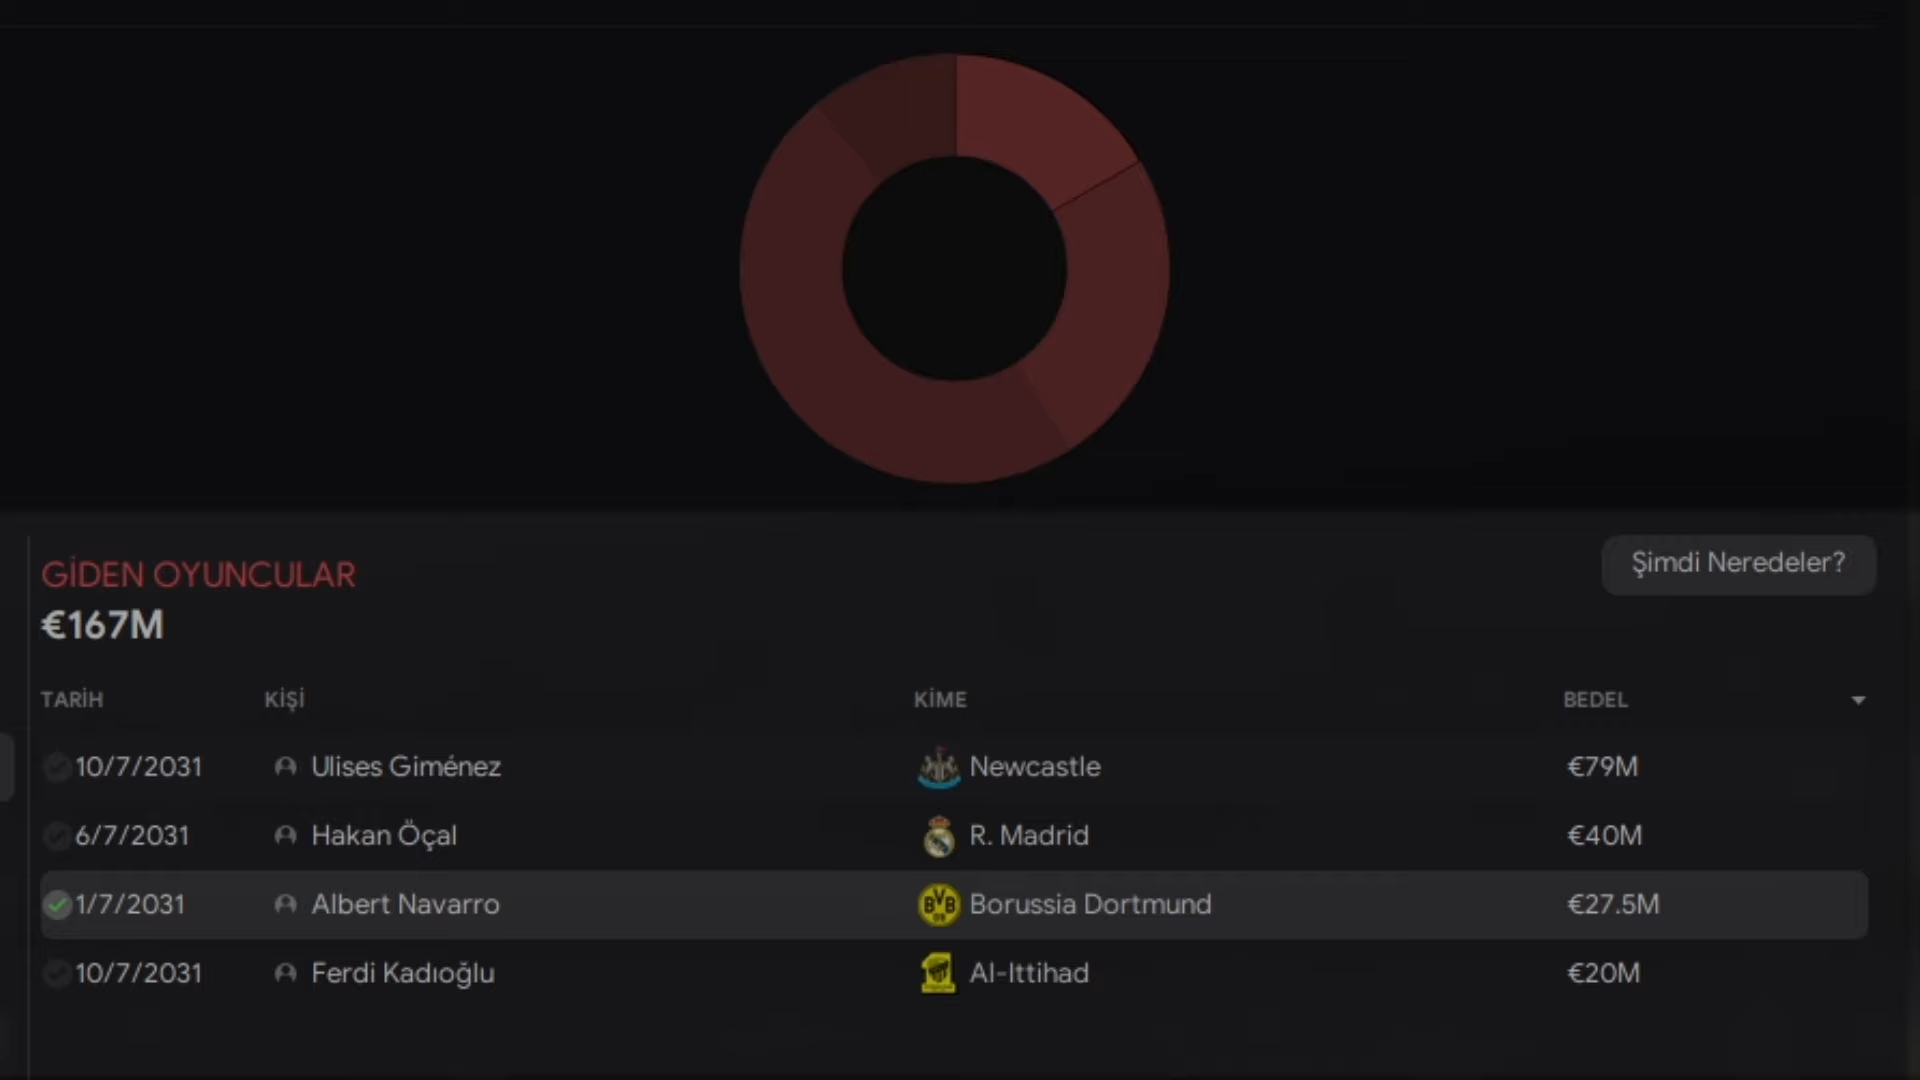 GİDEN OYUNCULAR
Şimdi Neredeler?
€167M
TARİH KİŞİ KİME BEDEL
10/7/2031 Ulises Giménez Newcastle €79M
6/7/2031 Hakan Öçal R. Madrid €40M
1/7/2031 Albert Navarro BVB 09 Borussia Dortmund €27.5M
10/7/2031 Ferdi Kadıoğlu Al-Ittihad €20M